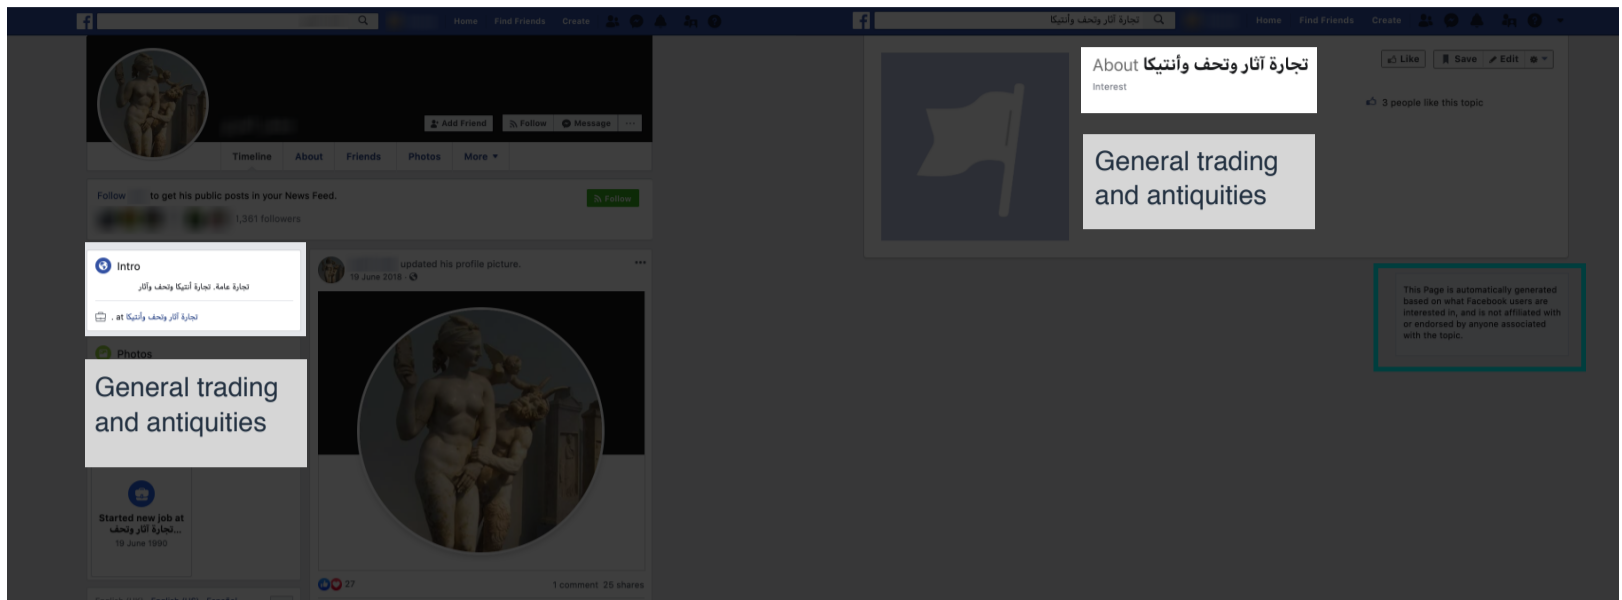 Home Find Friends Create
Add Friend Follow Message
Timeline About Friends Photos More
Follow to get his public posts in your News Feed.
Follow
1,361 followers
Intro
تجارة عامة. تجارة أنتيكا وتحف وآثار
. at تجارة آثار وتحف وأنتيكا
Photos
General trading
and antiquities
Started new job at
تجارة آثار وتحف...
19 June 1990
updated his profile picture.
19 June 2018
27
1 comment 25 shares
تجارة آثار وتحف وأنتيكا
Home Find Friends Create
About تجارة آثار وتحف وأنتيكا
Interest
Like Save Edit
3 people like this topic
General trading
and antiquities
This Page is automatically generated
based on what Facebook users are
interested in, and is not affiliated with
or endorsed by anyone associated
with the topic.